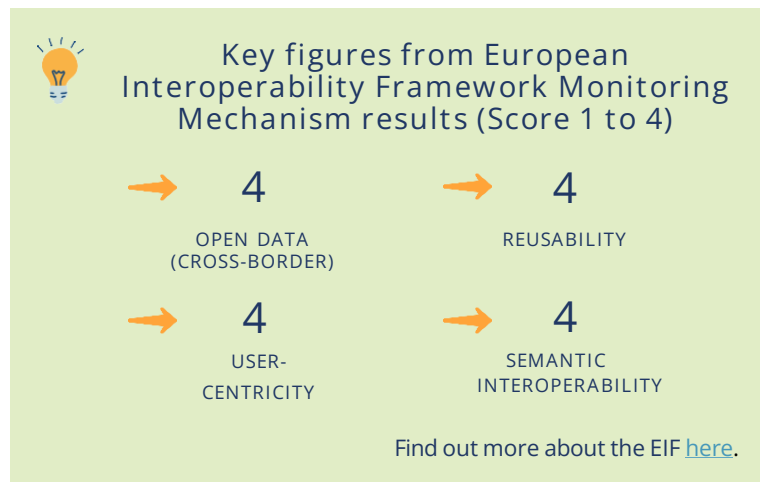 Key figures from European
Interoperability Framework Monitoring
Mechanism results (Score 1 to 4)
4
OPEN DATA
(CROSS-BORDER)
4
REUSABILITY
4
USER-
CENTRICITY
4
SEMANTIC
INTEROPERABILITY
Find out more about the EIF here.